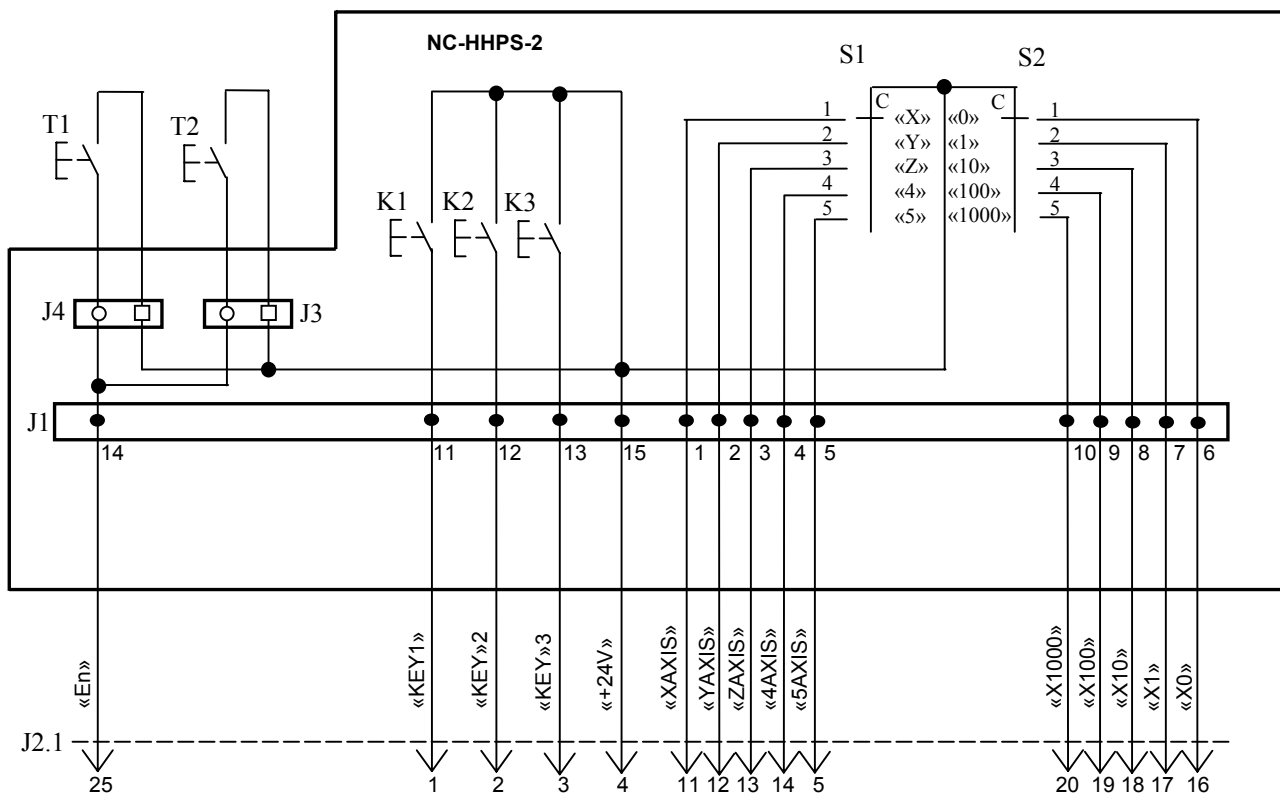 NC-HHPS-2
S1 S2
C C
1 «X» «0» 1
2 «Y» «1» 2
3 «Z» «10» 3
4 «4» «100» 4
5 «5» «1000» 5
T1 T2
K1 K2 K3
J4 J3
J1
14 11 12 13 15 1 2 3 4 5 10 9 8 7 6
«En» «KEY1» «KEY»2 «KEY»3 «+24V» «XAXIS» «YAXIS» «ZAXIS» «4AXIS» «5AXIS» «X1000» «X100» «X10» «X1» «X0»
J2.1
25 1 2 3 4 11 12 13 14 5 20 19 18 17 16